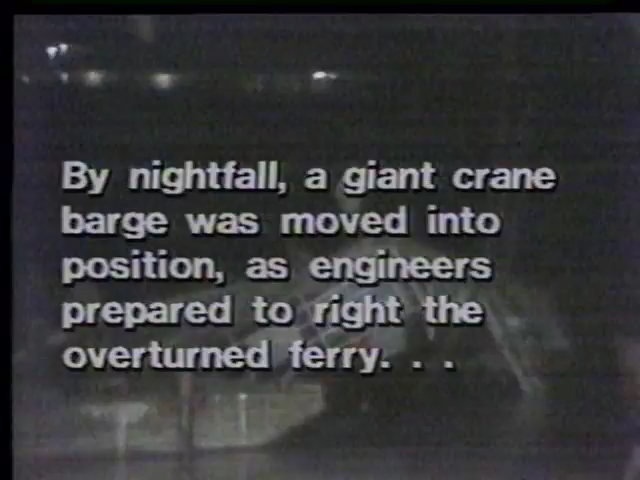 By nightfall, a giant crane
barge was moved into
position, as engineers
prepared to right the
overturned ferry. . .